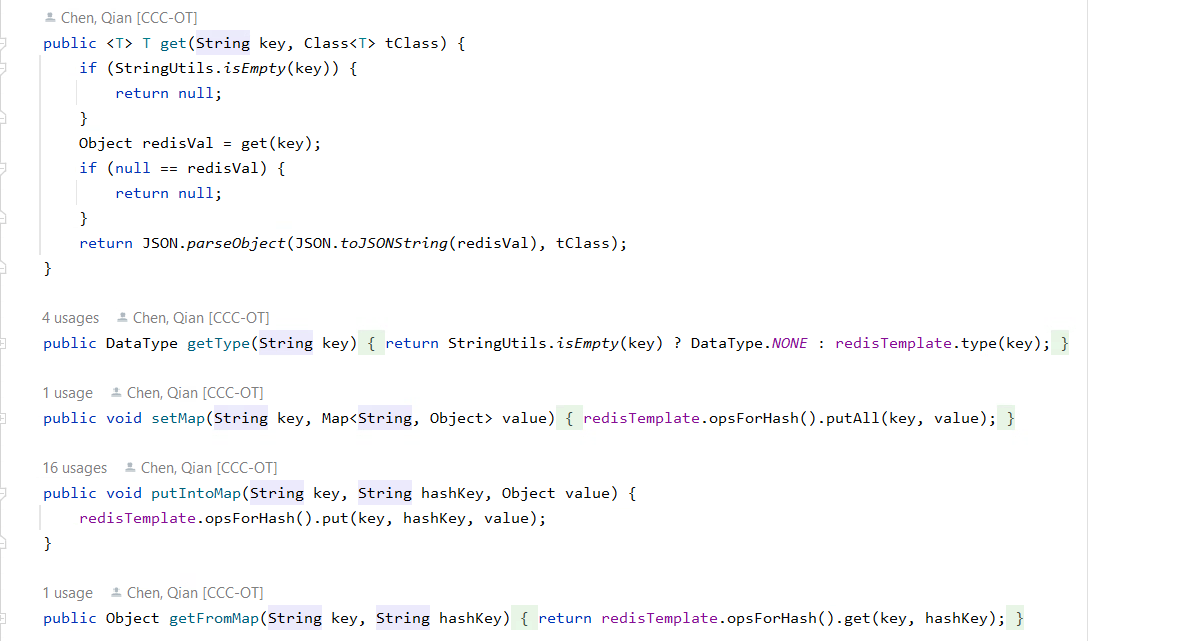 Chen, Qian [CCC-OT]
public <T> T get(String key, Class<T> tClass) {
if (StringUtils.isEmpty(key)) {
return null;
}
Object redisVal = get(key);
if (null == redisVal) {
return null;
}
return JSON.parseObject(JSON.toJSONString(redisVal), tClass);
}
4 usages Chen, Qian [CCC-OT]
public DataType getType(String key) { return StringUtils.isEmpty(key) ? DataType.NONE : redisTemplate.type(key); }
1 usage Chen, Qian [CCC-OT]
public void setMap(String key, Map<String, Object> value) { redisTemplate.opsForHash().putAll(key, value); }
16 usages Chen, Qian [CCC-OT]
public void putIntoMap(String key, String hashKey, Object value) {
redisTemplate.opsForHash().put(key, hashKey, value);
}
1 usage Chen, Qian [CCC-OT]
public Object getFromMap(String key, String hashKey) { return redisTemplate.opsForHash().get(key, hashKey); }